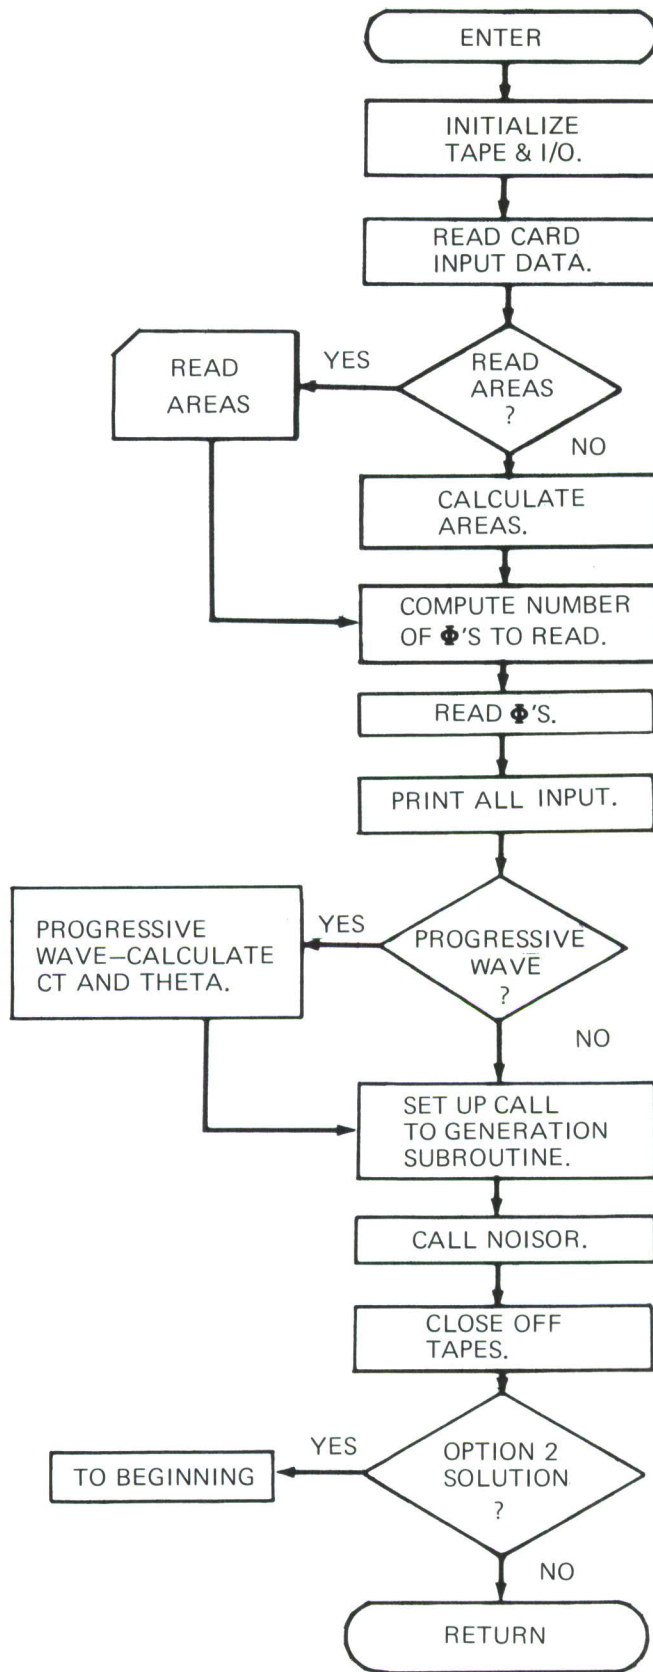 ENTER
INITIALIZE
TAPE & I/O.
READ CARD
INPUT DATA.
READ
AREAS
?
YES
READ
AREAS
NO
CALCULATE
AREAS.
COMPUTE NUMBER
OF Φ'S TO READ.
READ Φ'S.
PRINT ALL INPUT.
PROGRESSIVE
WAVE
?
YES
PROGRESSIVE
WAVE—CALCULATE
CT AND THETA.
NO
SET UP CALL
TO GENERATION
SUBROUTINE.
CALL NOISOR.
CLOSE OFF
TAPES.
OPTION 2
SOLUTION
?
YES
TO BEGINNING
NO
RETURN